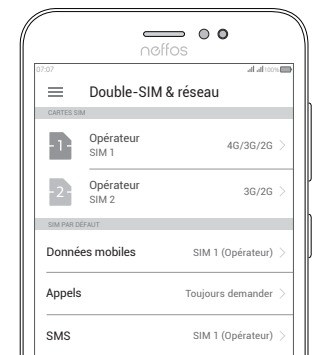 neffos
07:07 100%
Double-SIM & réseau
CARTES SIM
-1- Opérateur 4G/3G/2G
SIM 1
-2- Opérateur 3G/2G
SIM 2
SIM PAR DÉFAUT
Données mobiles SIM 1 (Opérateur)
Appels Toujours demander
SMS SIM 1 (Opérateur)